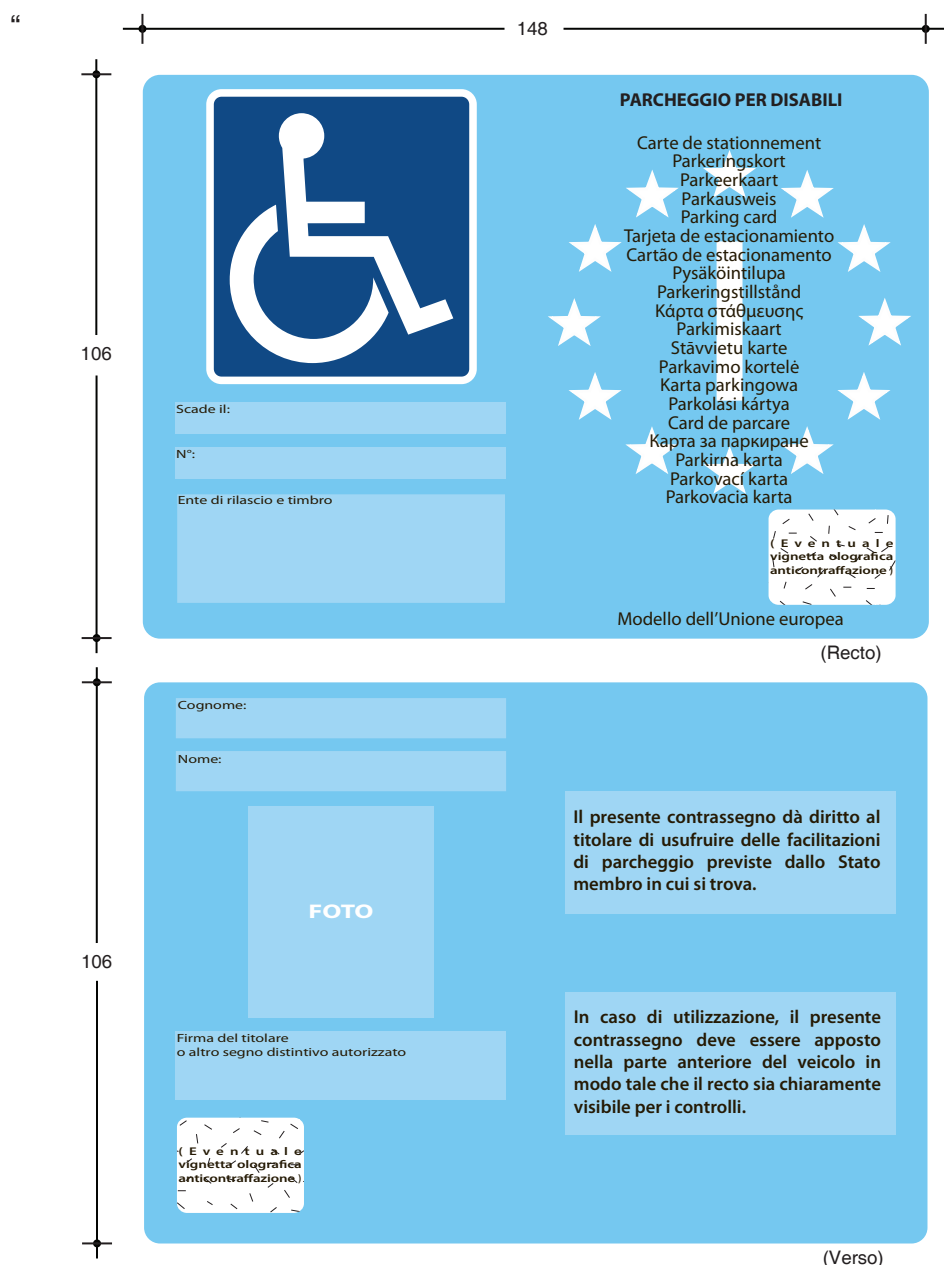 “
148
PARCHEGGIO PER DISABILI
Carte de stationnement
Parkeringskort
Parkeerkaart
Parkausweis
Parking card
Tarjeta de estacionamiento
Cartão de estacionamento
Pysäköintilupa
Parkeringstillstånd
Κάρτα στάθμευσης
Parkimiskaart
Stāvvietu karte
Parkavimo kortelė
Karta parkingowa
Parkolási kártya
Card de parcare
Карта за паркиране
Parkirna karta
Parkovací karta
Parkovacia karta
I
106
Scade il:
N°:
Ente di rilascio e timbro
(Eventuale
vignetta olografica
anticontraffazione)
Modello dell’Unione europea
(Recto)
Cognome:
Nome:
FOTO
Il presente contrassegno dà diritto al
titolare di usufruire delle facilitazioni
di parcheggio previste dallo Stato
membro in cui si trova.
106
Firma del titolare
o altro segno distintivo autorizzato
In caso di utilizzazione, il presente
contrassegno deve essere apposto
nella parte anteriore del veicolo in
modo tale che il recto sia chiaramente
visibile per i controlli.
(Eventuale
vignetta olografica
anticontraffazione)
(Verso)